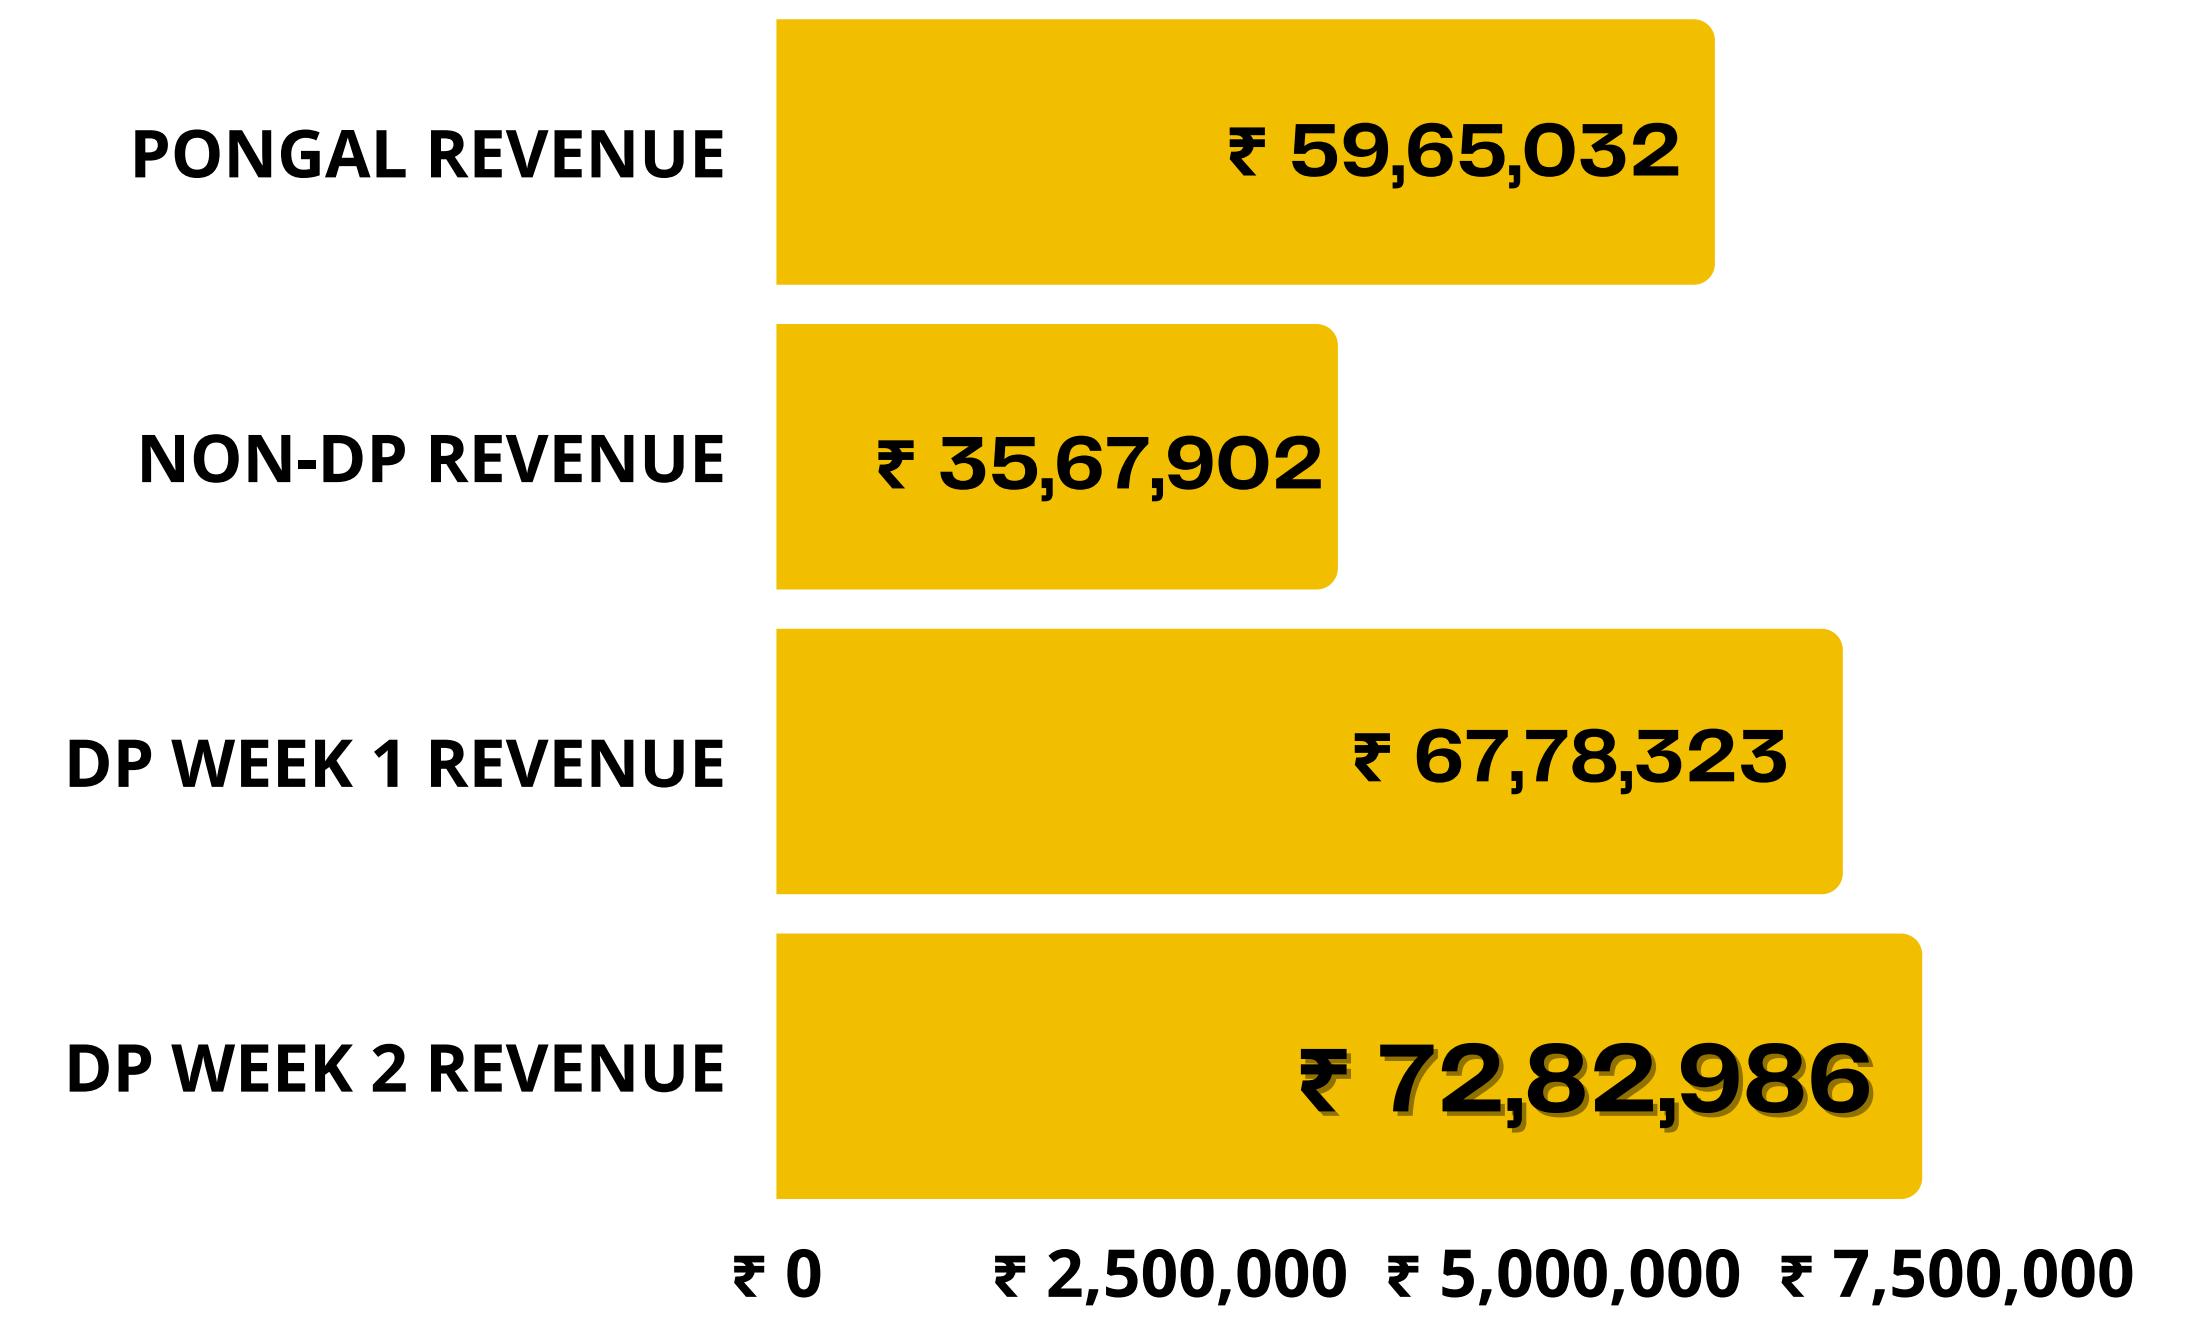 PONGAL REVENUE ₹ 59,65,032
NON-DP REVENUE ₹ 35,67,902
DP WEEK 1 REVENUE ₹ 67,78,323
DP WEEK 2 REVENUE ₹ 72,82,986
₹ 0 ₹ 2,500,000 ₹ 5,000,000 ₹ 7,500,000